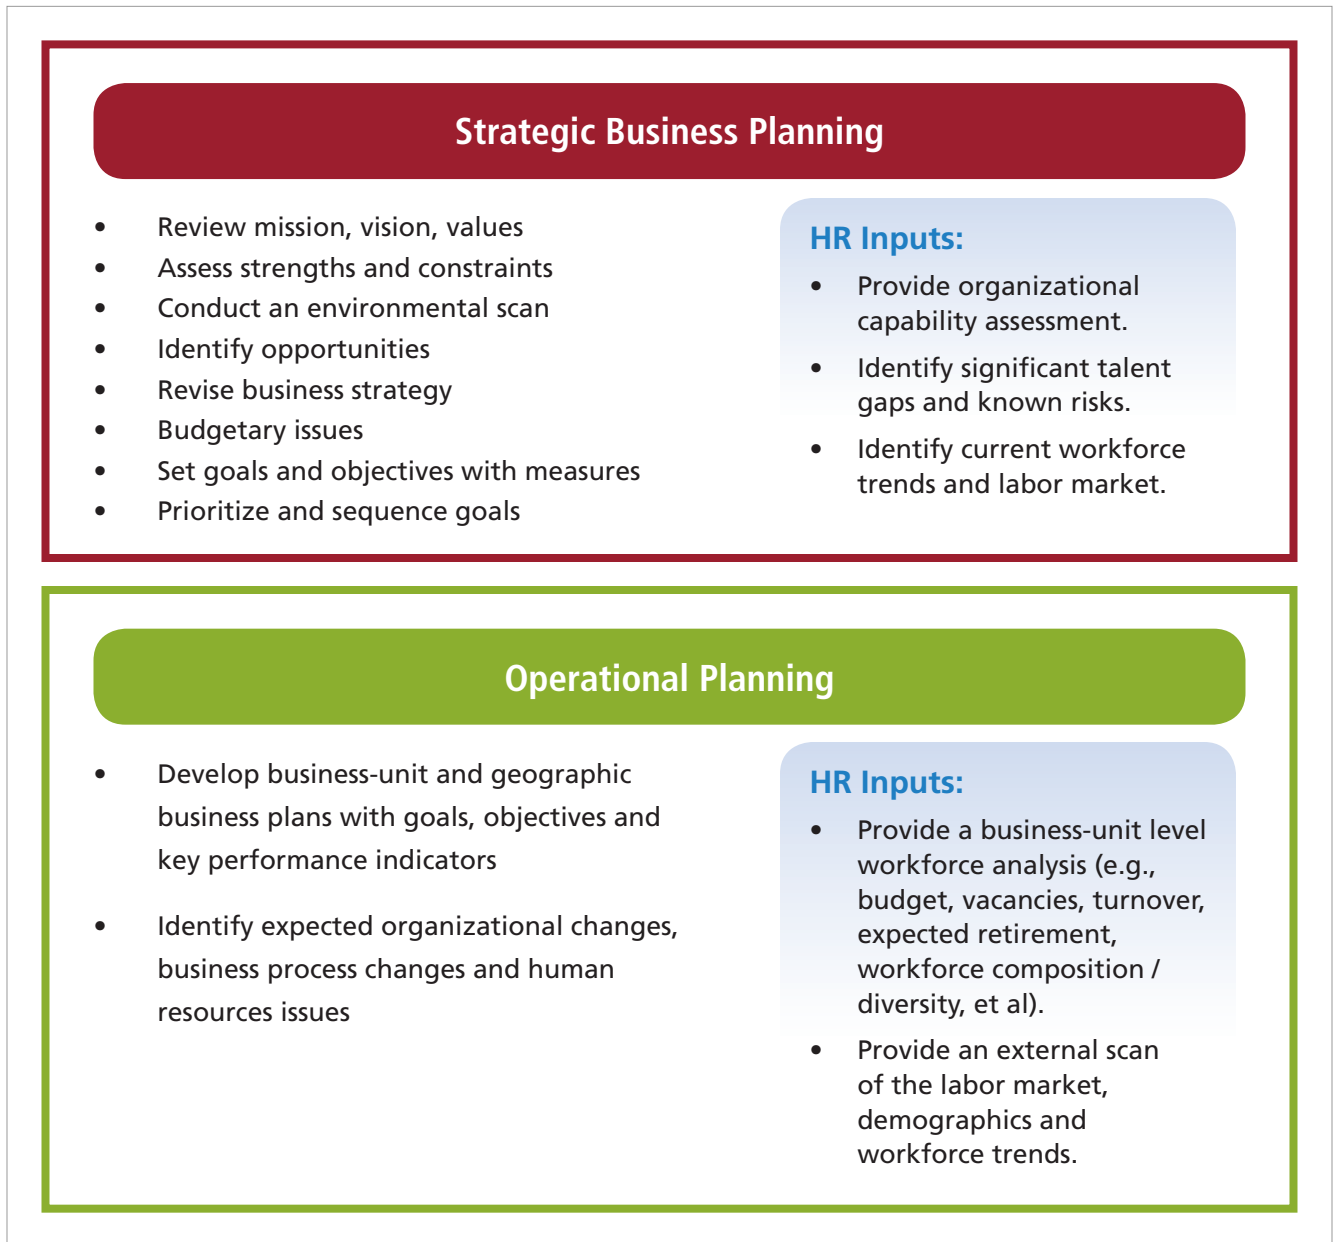 Strategic Business Planning
• Review mission, vision, values
• Assess strengths and constraints
• Conduct an environmental scan
• Identify opportunities
• Revise business strategy
• Budgetary issues
• Set goals and objectives with measures
• Prioritize and sequence goals
HR Inputs:
• Provide organizational
capability assessment.
• Identify significant talent
gaps and known risks.
• Identify current workforce
trends and labor market.
Operational Planning
• Develop business-unit and geographic
business plans with goals, objectives and
key performance indicators
• Identify expected organizational changes,
business process changes and human
resources issues
HR Inputs:
• Provide a business-unit level
workforce analysis (e.g.,
budget, vacancies, turnover,
expected retirement,
workforce composition /
diversity, et al).
• Provide an external scan
of the labor market,
demographics and
workforce trends.